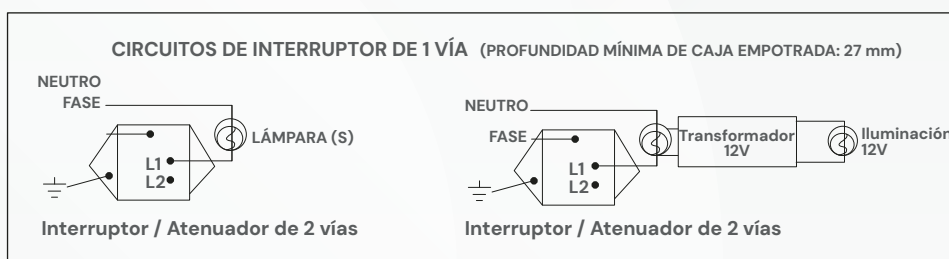 CIRCUITOS DE INTERRUPTOR DE 1 VÍA (PROFUNDIDAD MÍNIMA DE CAJA EMPOTRADA: 27 mm)
NEUTRO
FASE
LÁMPARA (S)
L1
L2
Interruptor / Atenuador de 2 vías
NEUTRO
FASE
Transformador
12V
Iluminación
12V
L1
L2
Interruptor / Atenuador de 2 vías